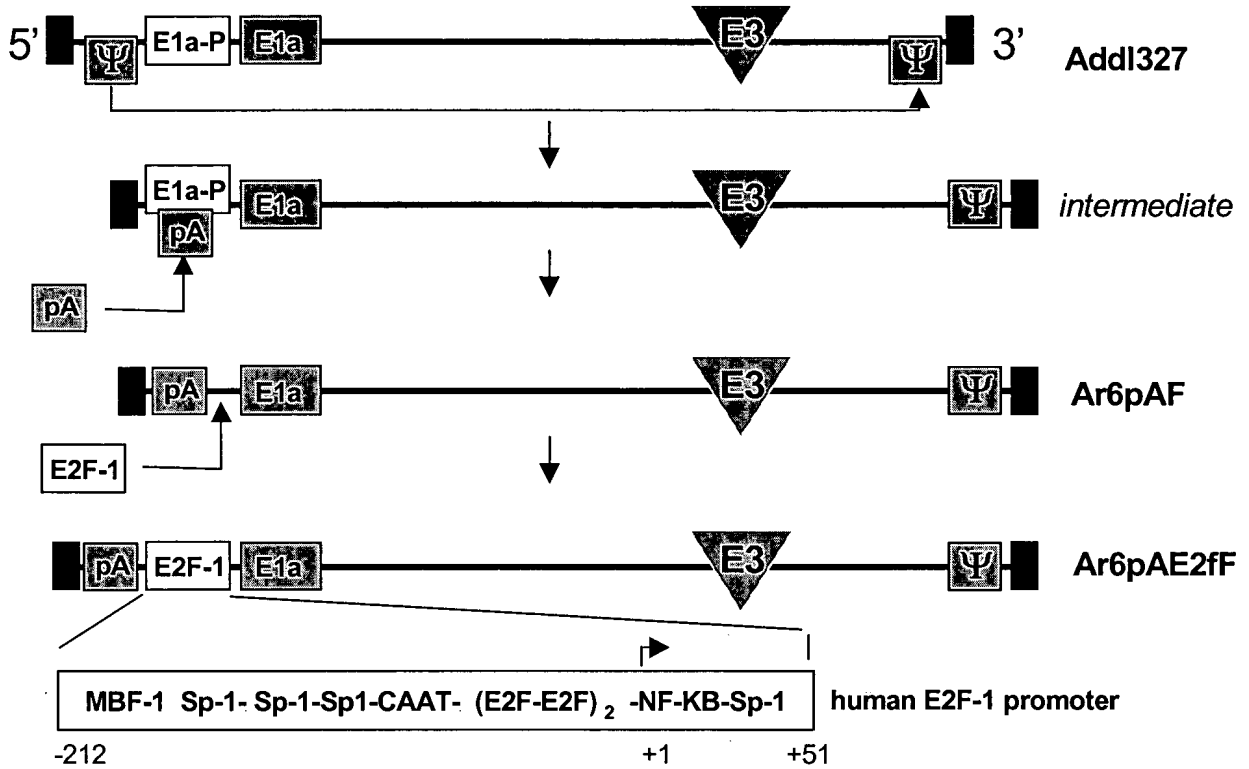 5' Ψ E1a-P E1a E3 Ψ 3' Addl327
E1a-P E1a E3 Ψ intermediate
pA
pA
pA E1a E3 Ψ Ar6pAF
E2F-1
pA E2F-1 E1a E3 Ψ Ar6pAE2fF
MBF-1 Sp-1- Sp-1-Sp1-CAAT- (E2F-E2F) 2 -NF-KB-Sp-1 human E2F-1 promoter
-212 +1 +51